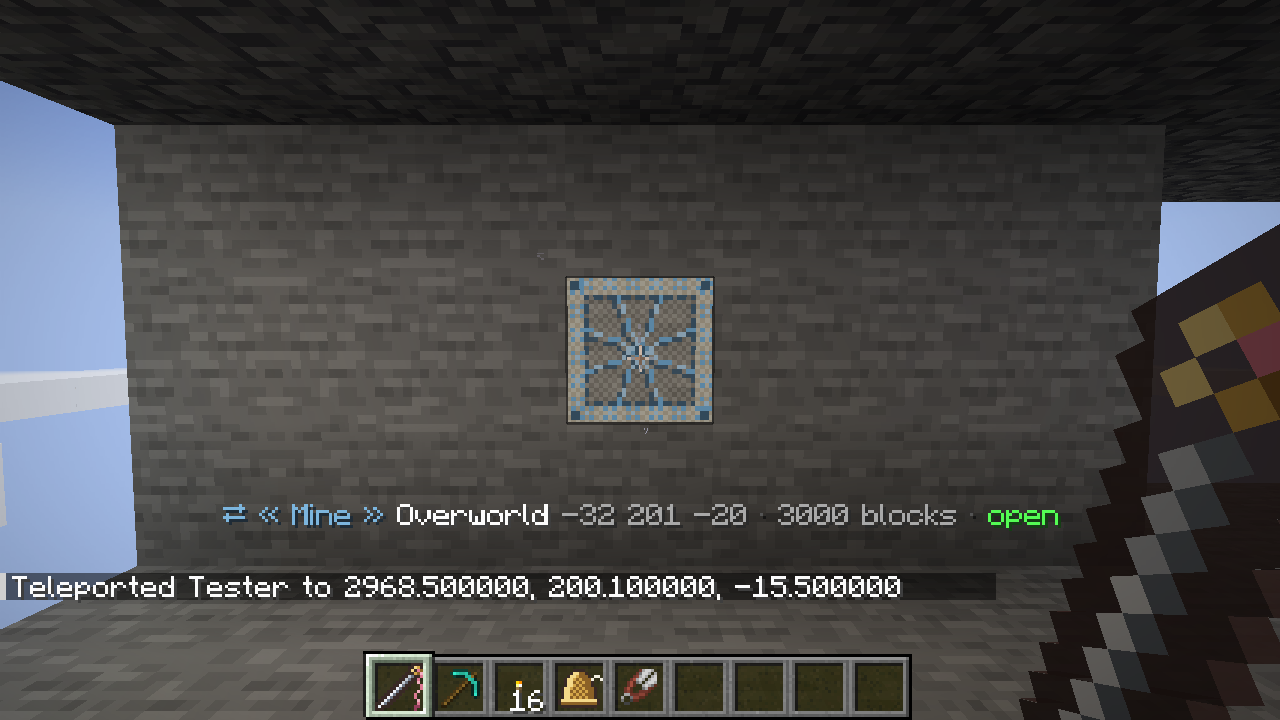 ⇄ « Mine » Overworld -32 201 -20 · 3000 blocks · open
Teleported Tester to 2968.500000, 200.100000, -15.500000
16